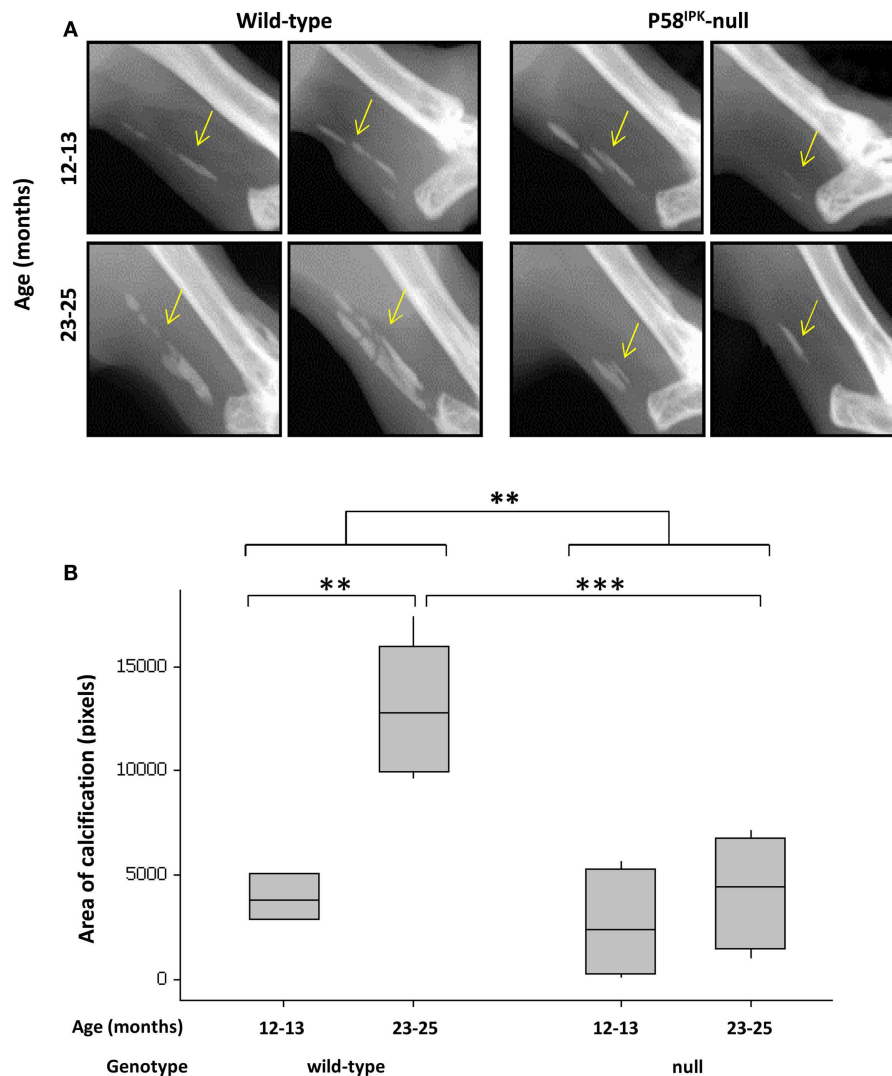 Wild-type
P58IPK-null
A
Age (months)
12-13
23-25
**
B
**
***
Area of calcification (pixels)
15000
10000
5000
0
Age (months) 12-13 23-25 12-13 23-25
Genotype wild-type null